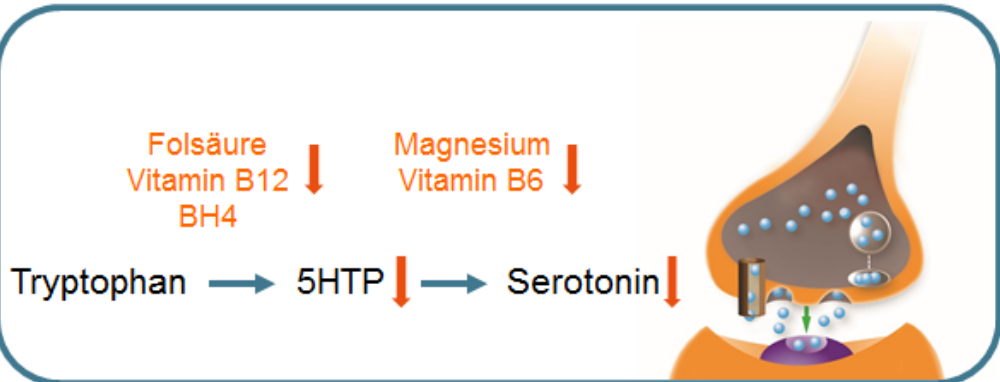 Folsäure
Vitamin B12
BH4
Magnesium
Vitamin B6
Tryptophan → 5HTP → Serotonin